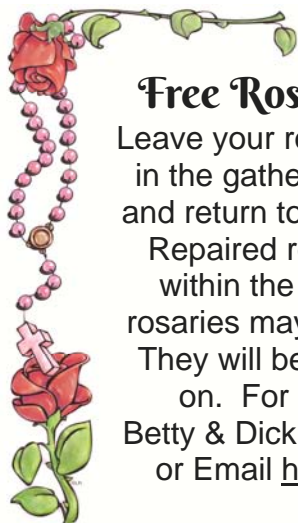 Free Ros
Leave your re
in the gathe
and return to
Repaired re
within the
rosaries may
They will be
on. For
Betty & Dick
or Email h